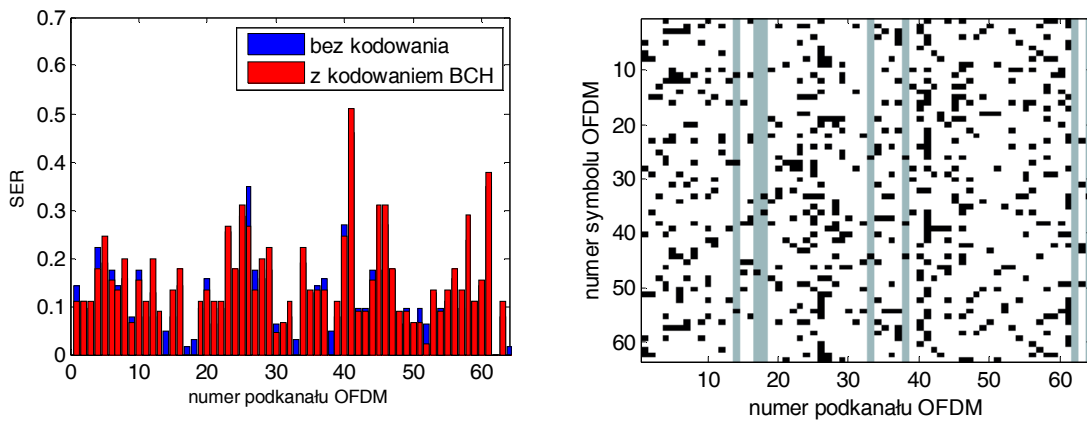 0.7
0.6
0.5
0.4
0.3
0.2
0.1
0
SER
bez kodowania
z kodowaniem BCH
0 10 20 30 40 50 60
numer podkanału OFDM
10
20
30
40
50
60
numer symbolu OFDM
10 20 30 40 50 60
numer podkanału OFDM